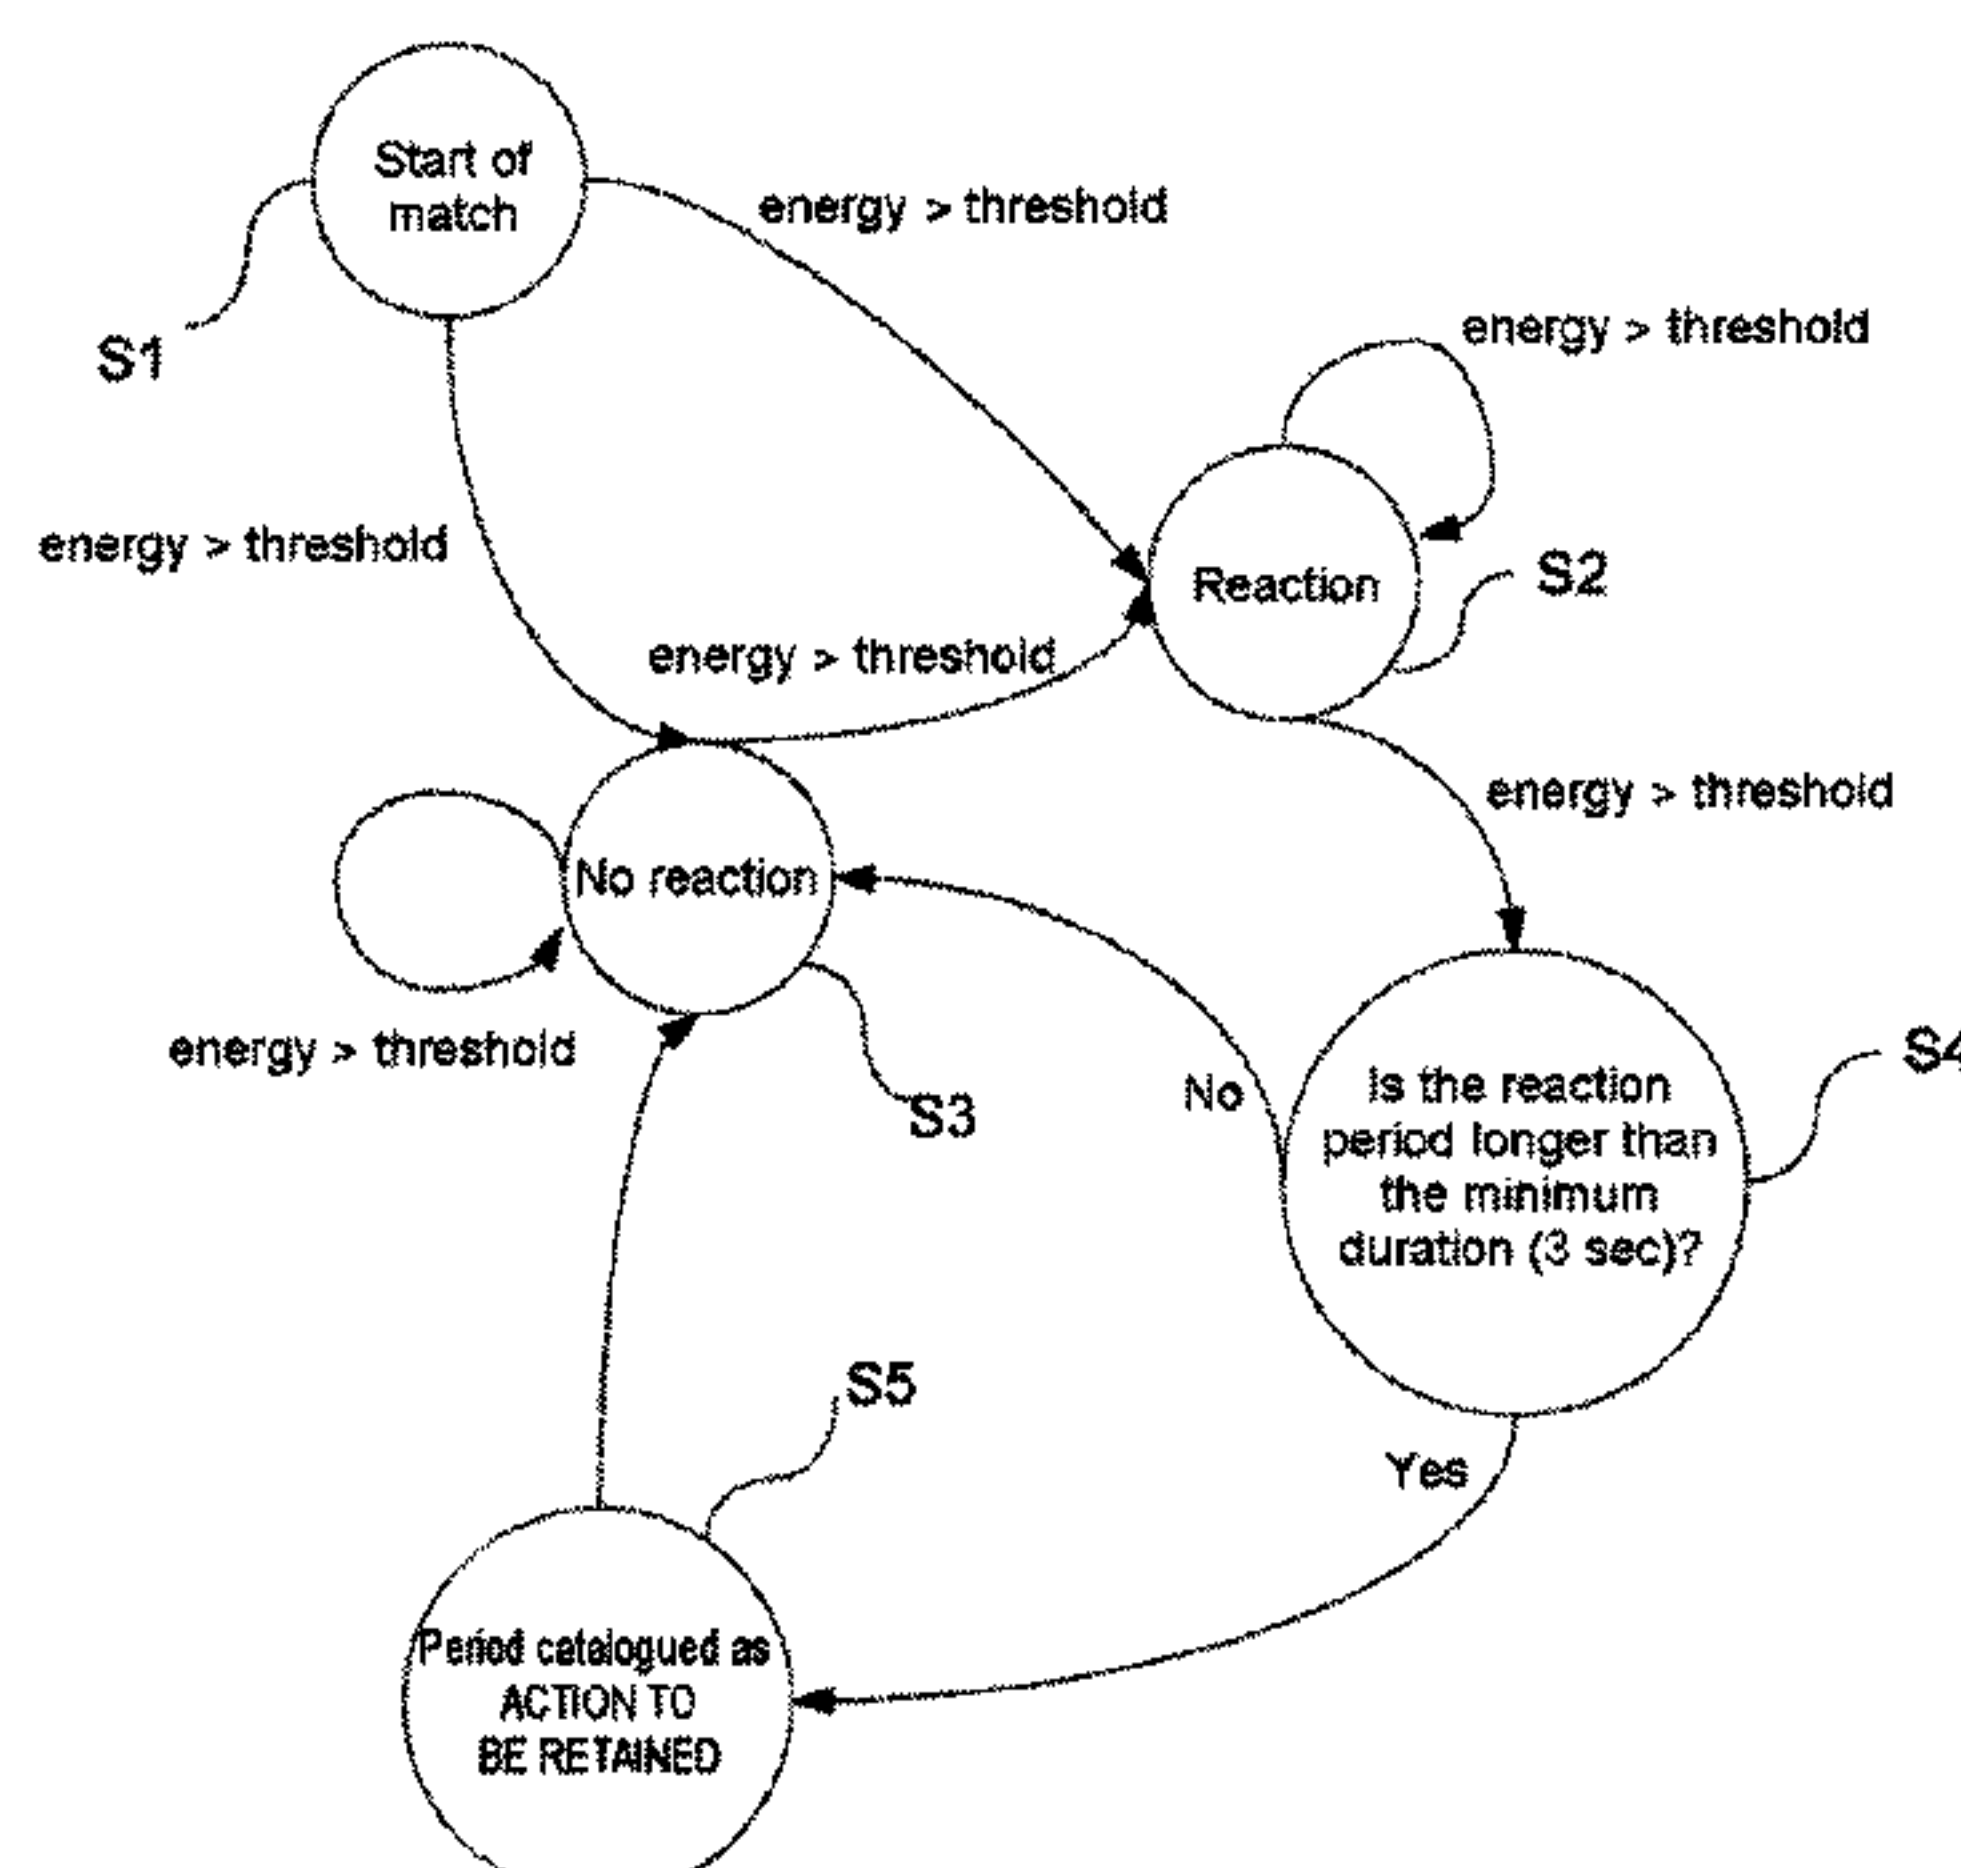 Start of
match
energy > threshold
S1
energy > threshold
energy > threshold
Reaction
S2
energy > threshold
energy > threshold
No reaction
energy > threshold
S3
No
Is the reaction
period longer than
the minimum
duration (3 sec)?
S4
S5
Yes
Period catalogued as
ACTION TO
BE RETAINED